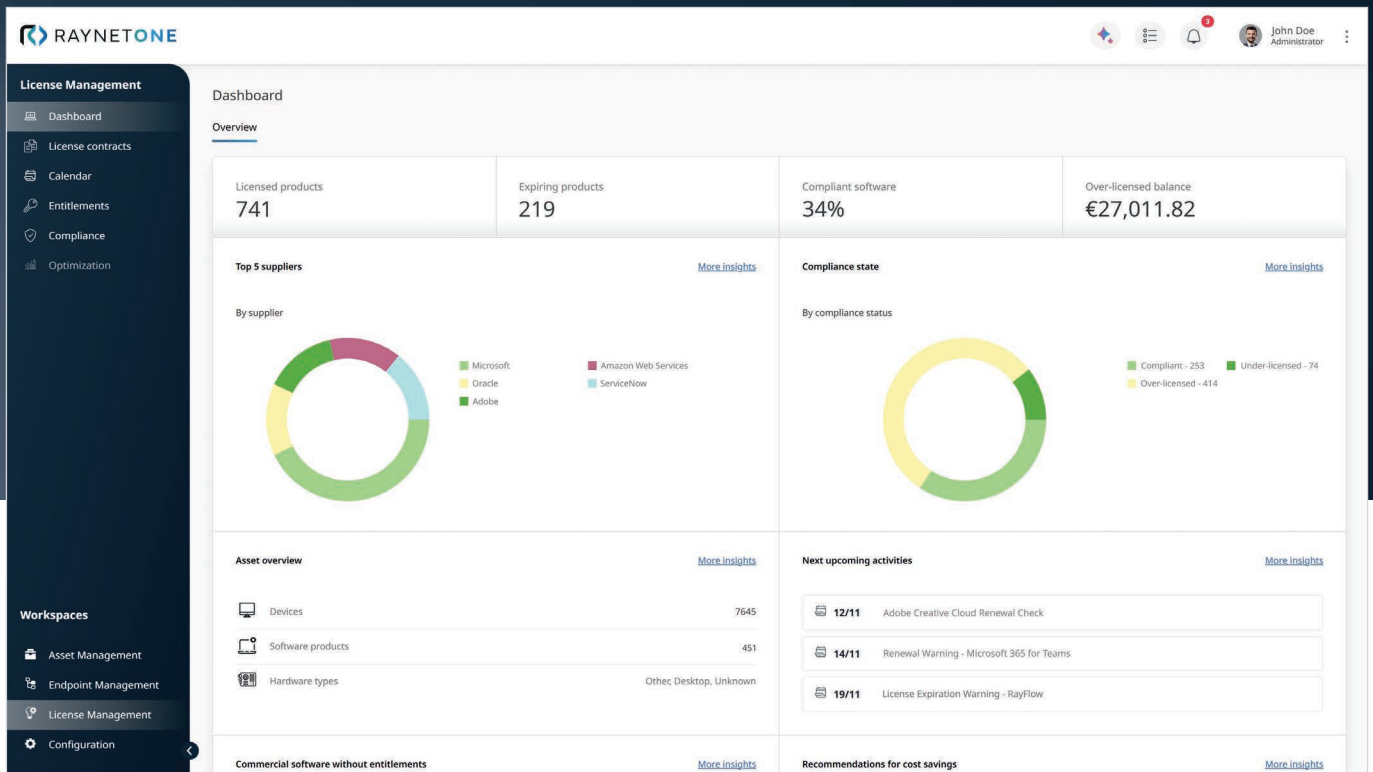 RAYNETONE
3
John Doe
Administrator
License Management
Dashboard
License contracts
Calendar
Entitlements
Compliance
Optimization
Workspaces
Asset Management
Endpoint Management
License Management
Configuration
Dashboard
Overview
Licensed products
741
Expiring products
219
Compliant software
34%
Over-licensed balance
€27,011.82
Top 5 suppliers
More insights
By supplier
Microsoft
Oracle
Adobe
Amazon Web Services
ServiceNow
Compliance state
More insights
By compliance status
Compliant - 253
Under-licensed - 74
Over-licensed - 414
Asset overview
More insights
Devices 7645
Software products 451
Hardware types Other, Desktop, Unknown
Next upcoming activities
More insights
12/11 Adobe Creative Cloud Renewal Check
14/11 Renewal Warning - Microsoft 365 for Teams
19/11 License Expiration Warning - RayFlow
Commercial software without entitlements
More insights
Recommendations for cost savings
More insights